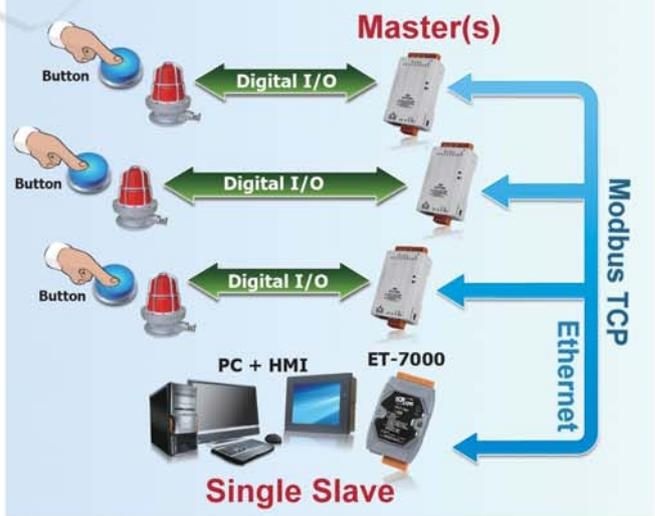 Master(s)
Button
Digital I/O
Button
Digital I/O
Button
Digital I/O
Modbus TCP
Ethernet
PC + HMI
ET-7000
Single Slave